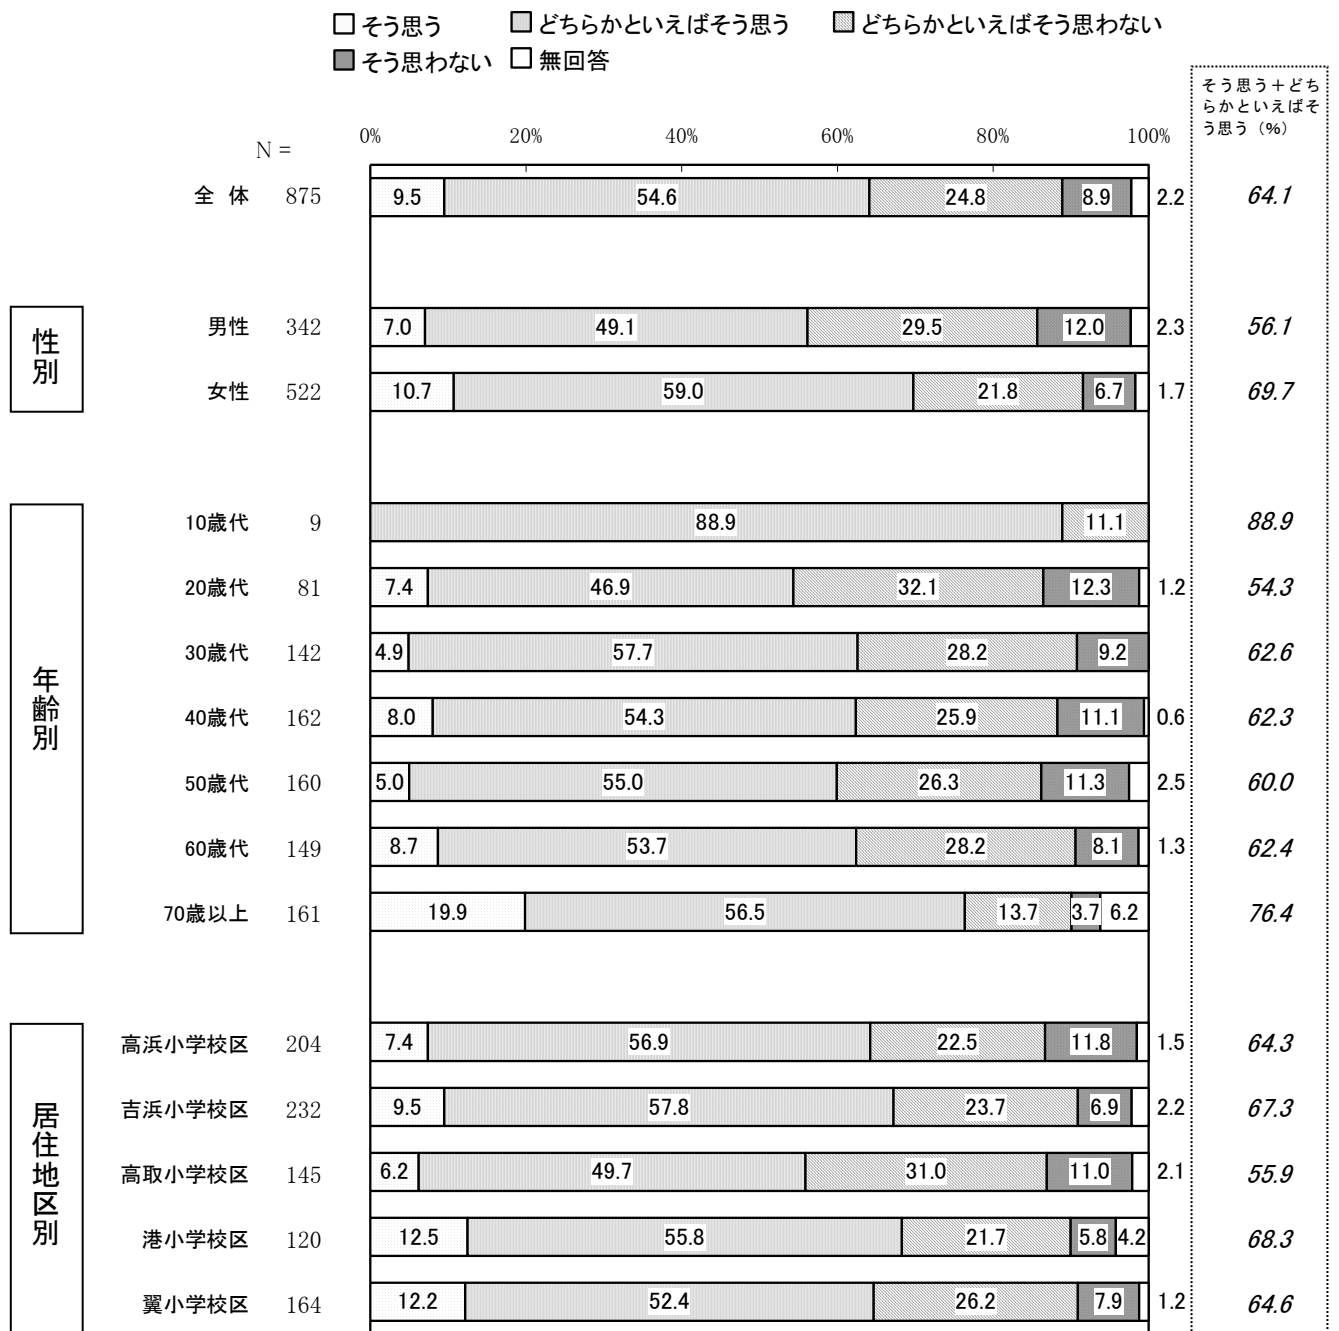 そう思う どちらかといえばそう思う どちらかといえばそう思わない
そう思わない 無回答
そう思う＋どち
らかといえばそ
う思う（%）
0% 20% 40% 60% 80% 100%
N =
全 体 875 9.5 54.6 24.8 8.9 2.2 64.1
性別
男性 342 7.0 49.1 29.5 12.0 2.3 56.1
女性 522 10.7 59.0 21.8 6.7 1.7 69.7
年齢別
10歳代 9 88.9 11.1 88.9
20歳代 81 7.4 46.9 32.1 12.3 1.2 54.3
30歳代 142 4.9 57.7 28.2 9.2 62.6
40歳代 162 8.0 54.3 25.9 11.1 0.6 62.3
50歳代 160 5.0 55.0 26.3 11.3 2.5 60.0
60歳代 149 8.7 53.7 28.2 8.1 1.3 62.4
70歳以上 161 19.9 56.5 13.7 3.7 6.2 76.4
居住地区別
高浜小学校区 204 7.4 56.9 22.5 11.8 1.5 64.3
吉浜小学校区 232 9.5 57.8 23.7 6.9 2.2 67.3
高取小学校区 145 6.2 49.7 31.0 11.0 2.1 55.9
港小学校区 120 12.5 55.8 21.7 5.8 4.2 68.3
翼小学校区 164 12.2 52.4 26.2 7.9 1.2 64.6